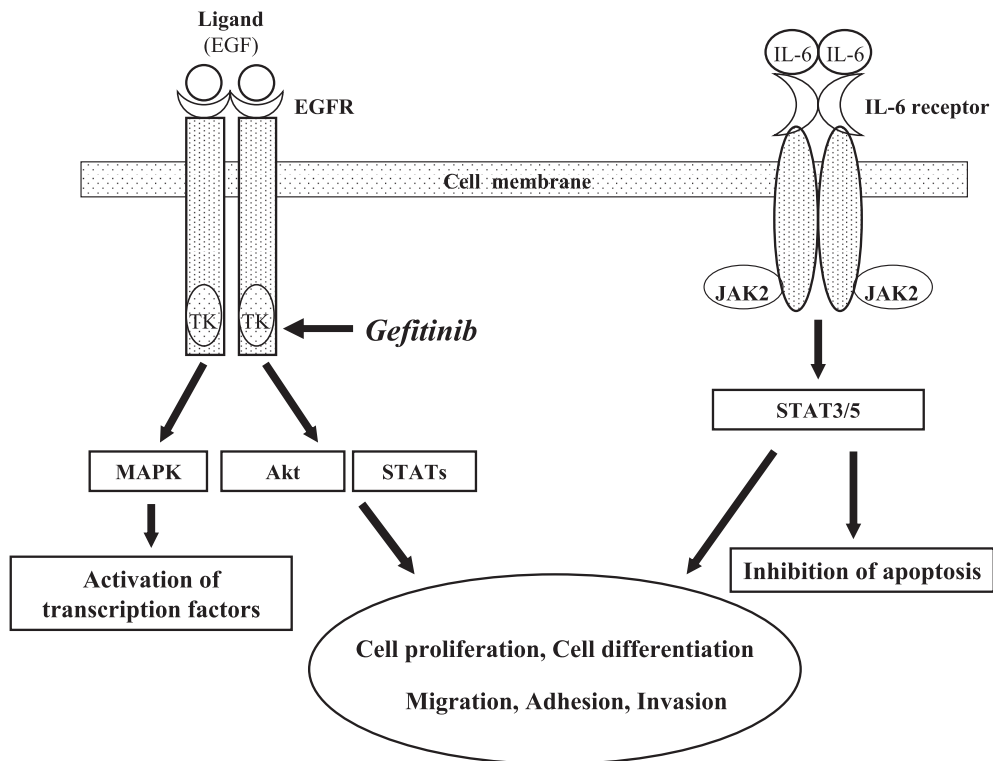 Ligand
(EGF)
EGFR
IL-6 IL-6
IL-6 receptor
Cell membrane
TK TK
Gefitinib
JAK2 JAK2
STAT3/5
MAPK
Akt
STATs
Activation of
transcription factors
Inhibition of apoptosis
Cell proliferation, Cell differentiation
Migration, Adhesion, Invasion